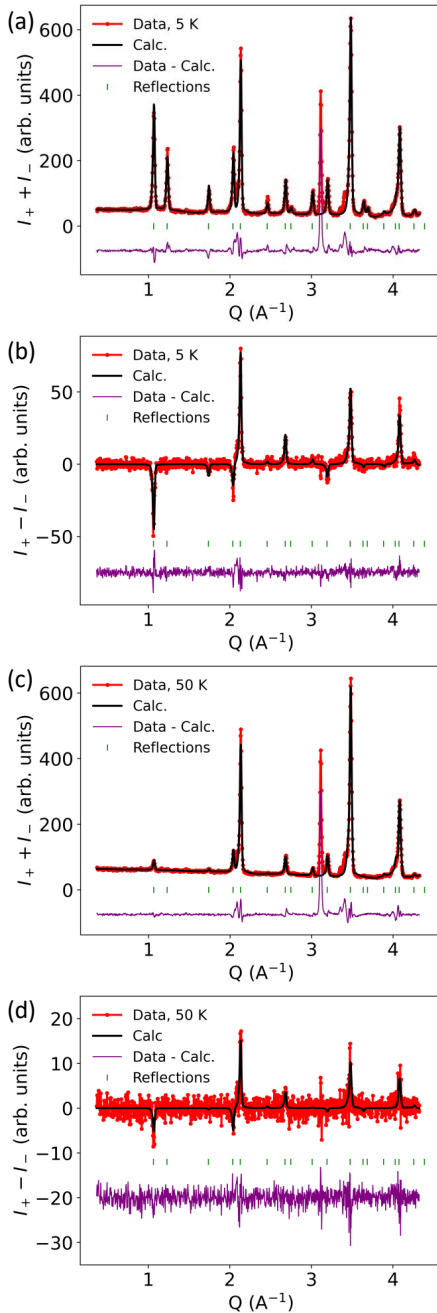 (a)
Data, 5 K
Calc.
Data - Calc.
Reflections
I₊ + I₋ (arb. units)
600
400
200
0
1 2 3 4
Q (A⁻¹)
(b)
Data, 5 K
Calc.
Data - Calc.
Reflections
I₊ − I₋ (arb. units)
50
0
−50
1 2 3 4
Q (A⁻¹)
(c)
Data, 50 K
Calc.
Data - Calc.
Reflections
I₊ + I₋ (arb. units)
600
400
200
0
1 2 3 4
Q (A⁻¹)
(d)
Data, 50 K
Calc
Data - Calc.
Reflections
I₊ − I₋ (arb. units)
20
10
0
−10
−20
−30
1 2 3 4
Q (A⁻¹)